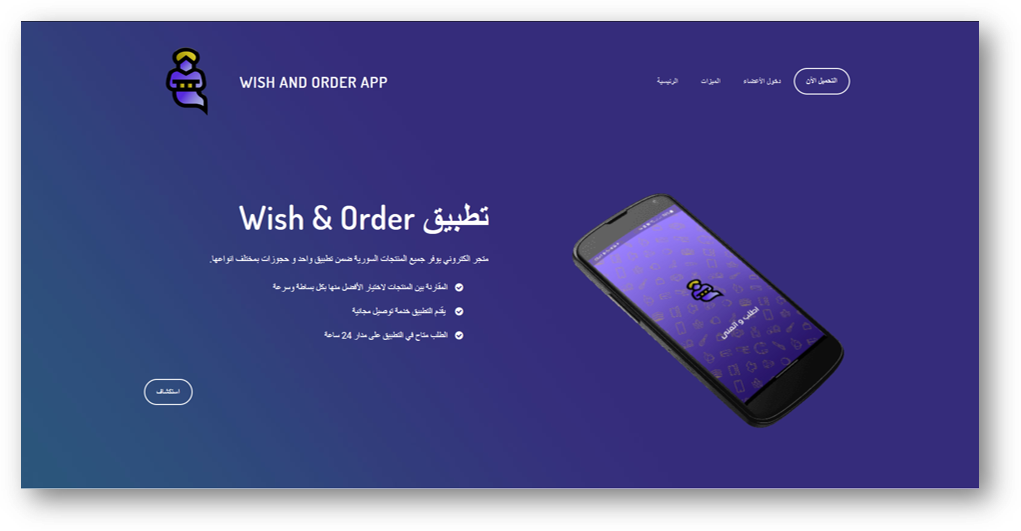 WISH AND ORDER APP
الرئيسية
الميزات
دخول الأعضاء
التحميل الأن
تطبيق Wish & Order
متجر الكتروني يوفر جميع المنتجات السورية ضمن تطبيق واحد و حجوزات بمختلف انواعها.
المقارنة بين المنتجات لاختيار الأفضل منها بكل بساطة وسرعة
يقدم التطبيق خدمة توصيل مجانية
الطلب متاح في التطبيق على مدار 24 ساعة
استكشاف
اطلب و اتمنى